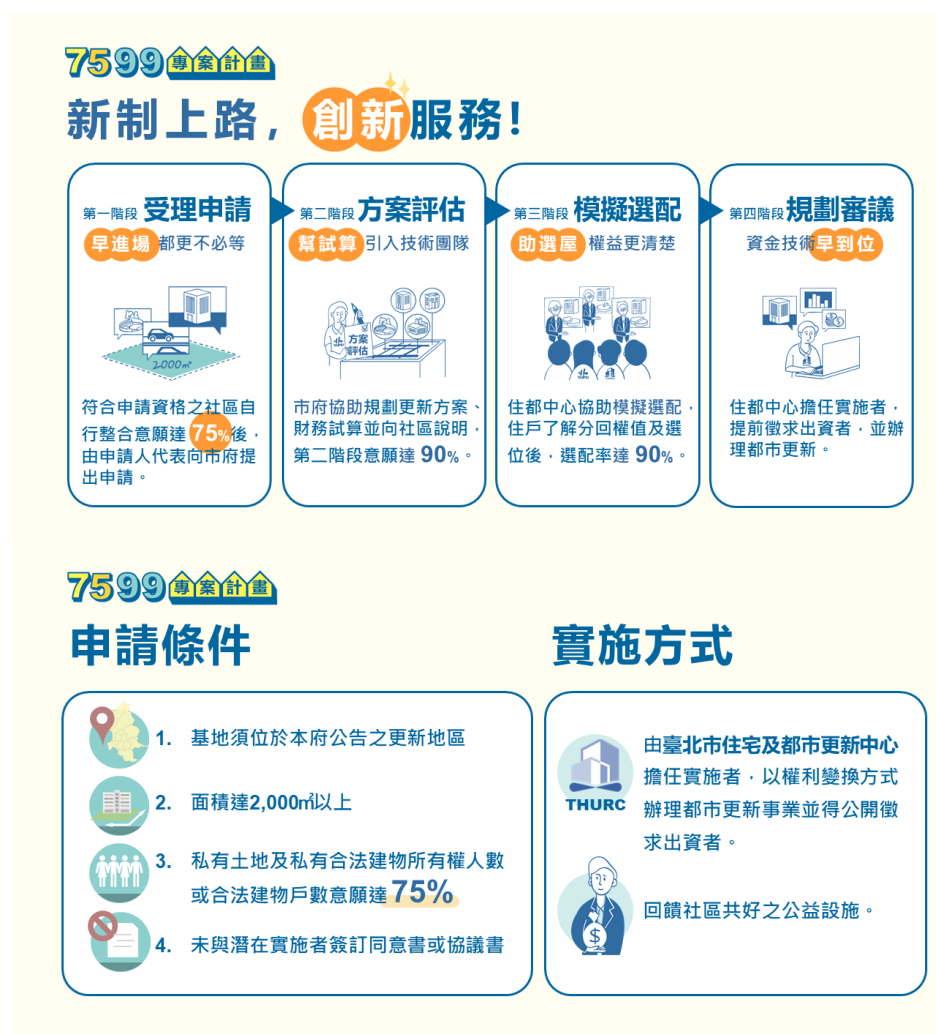 7599專案計畫
新制上路，創新服務！
第一階段 受理申請
早進場 都更不必等
2000㎡
符合申請資格之社區自
行整合意願達75%後，
由申請人代表向市府提
出申請。
第二階段 方案評估
幫試算 引入技術團隊
方案
評估
市府協助規劃更新方案、
財務試算並向社區說明，
第二階段意願達 90%。
第三階段 模擬選配
助選屋 權益更清楚
住都中心協助模擬選配，
住戶了解分回權值及選
位後，選配率達 90%。
第四階段 規劃審議
資金技術早到位
住都中心擔任實施者，
提前徵求出資者，並辦
理都市更新。
7599專案計畫
申請條件
1. 基地須位於本府公告之更新地區
2. 面積達2,000㎡以上
3. 私有土地及私有合法建物所有權人數
或合法建物戶數意願達75%
4. 未與潛在實施者簽訂同意書或協議書
實施方式
THURC
由臺北市住宅及都市更新中心
擔任實施者，以權利變換方式
辦理都市更新事業並得公開徵
求出資者。
$
回饋社區共好之公益設施。